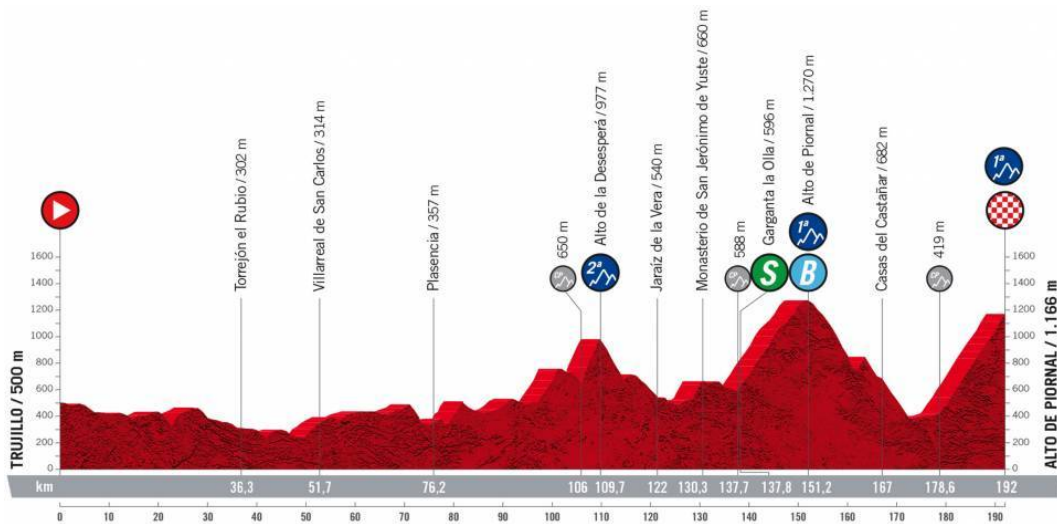 Torrejón el Rubio / 302 m
Villarreal de San Carlos / 314 m
Plasencia / 357 m
650 m
Alto de la Desesperá / 977 m
Jaraíz de la Vera / 540 m
Monasterio de San Jerónimo de Yuste / 660 m
588 m
Garganta la Olla / 596 m
Alto de Piornal / 1.270 m
Casas del Castañar / 682 m
419 m
1ª
1ª
2ª
S
B
CP
CP
CP
1600
1400
1200
1000
800
600
400
200
0
1600
1400
1200
1000
800
600
400
200
0
TRUJILLO / 500 m
ALTO DE PIORNAL / 1.166 m
km 36,3 51,7 76,2 106 109,7 122 130,3 137,7 137,8 151,2 167 178,6 192
0 10 20 30 40 50 60 70 80 90 100 110 120 130 140 150 160 170 180 190